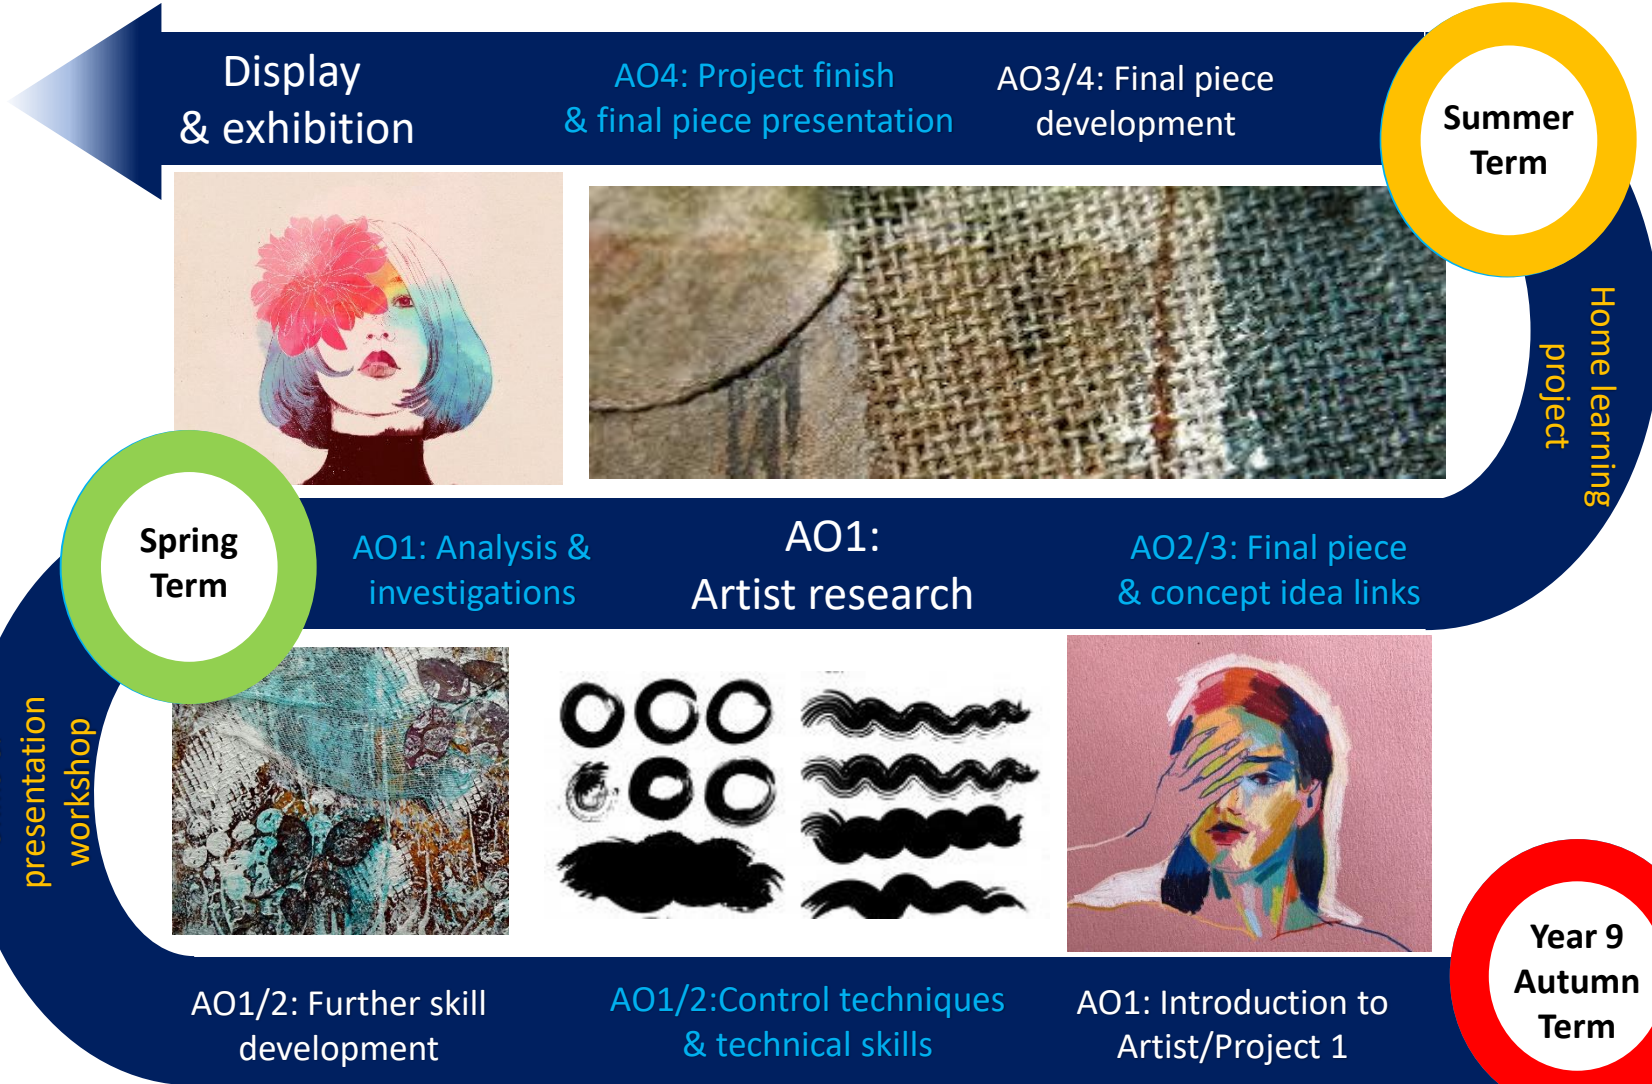 Display
& exhibition
AO4: Project finish
& final piece presentation
AO3/4: Final piece
development
Summer
Term
Home learning
project
Spring
Term
AO1: Analysis &
investigations
AO1:
Artist research
AO2/3: Final piece
& concept idea links
presentation
workshop
AO1/2: Further skill
development
AO1/2:Control techniques
& technical skills
AO1: Introduction to
Artist/Project 1
Year 9
Autumn
Term